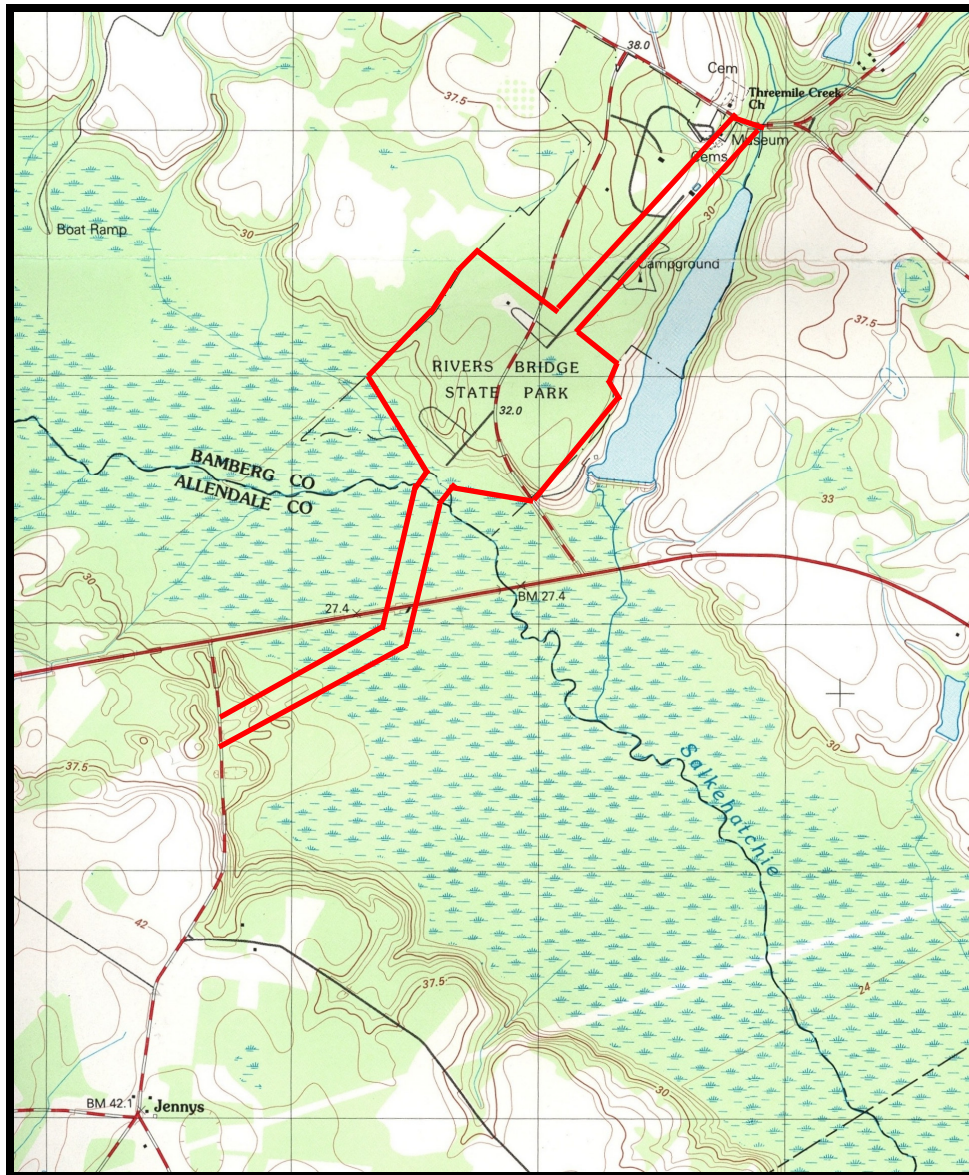 38.0
Cem
Threemile Creek
Ch
37.5
Museum
Cems
30
Boat Ramp
30
Campground
37.5
RIVERS BRIDGE
STATE PARK
32.0
BAMBERG CO
ALLENDALE CO
33
30
27.4
BM 27.4
30
37.5
Salkehatchie
42
37.5
24
30
BM 42.1
Jennys